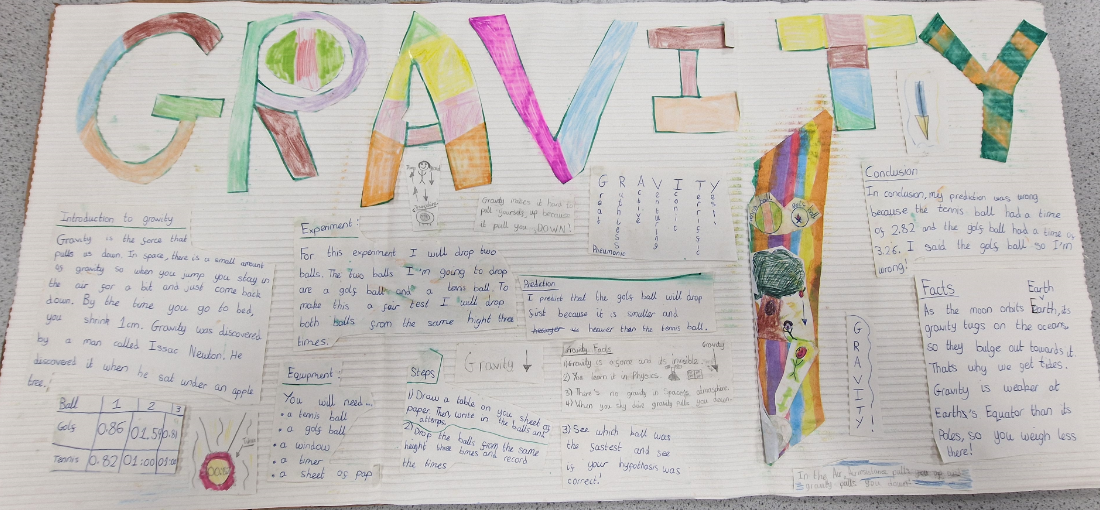 GRAVITY
Introduction to gravity
Gravity is the force that
pulls us down. In space, there is a small amount
of gravity so when you jump you stay in
the air for a bit and just come back
down. By the time you go to bed,
you shrink 1cm. Gravity was discovered
by a man called Issac Newton. He
discovered it when he sat under an apple
tree,
Ball 1 2 3
Golf 0.86 01.54 0.81
Tennis 0.82 01:00 01:00
Experiment:
For this experiment I will drop two
balls. The two balls I'm going to drop
are a golf ball and a tenis ball. To
make this a fair test I will drop
both balls from the same hight three
times.
Equipment:
You will need...
• a tennis ball
• a golf ball
• a window
• a timer
• a sheet of pap
Gravity makes it hard to
pull yourself up because
it pull you DOWN!
GRAVITY
Prediction
I predict that the golf ball will drop
fust because it is smaller and
is heavier than the tennis ball.
Steps
1) Draw a table on you sheet of
paper. Then write in the balls and
attemps
2) Drop the balls from the same
height three times and record
the times
Gravity
Gravity Facts
Gravity
1) Gravity is a game and its invisible.
2) You learn it in Physics.
3) There's no gravity in space's atmosphere.
4) When you sky dive gravity pulls you down.
3) See which ball was
the fastest and see
if your hypothesis was
correct!
GRAVITY!
Conclusion
In conclusion, my prediction was wrong
because the tennis ball had a time
of 2.82 and the golf ball had a time of
3.26. I said the golf ball so I'm
wrong!
Facts
Earth
As the moon orbits Earth, its
gravity tugs on the oceans
so they bulge out towards it.
Thats why we get tides.
Gravity is weaker at
Earths's Equator than its
Poles, so you weigh less
there!
In the Air,
gravity pulls you down